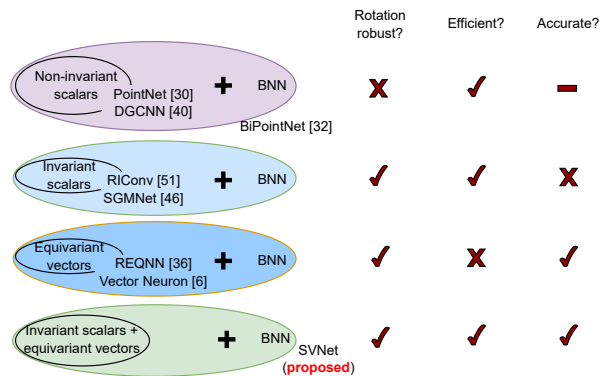 Rotation robust? Efficient? Accurate?
Non-invariant scalars
PointNet [30]
DGCNN [40]
+ BNN
BiPointNet [32]
Invariant scalars
RIConv [51]
SGMNet [46]
+ BNN
Equivariant vectors
REQNN [36]
Vector Neuron [6]
+ BNN
Invariant scalars +
equivariant vectors
+ BNN
SVNet
(proposed)